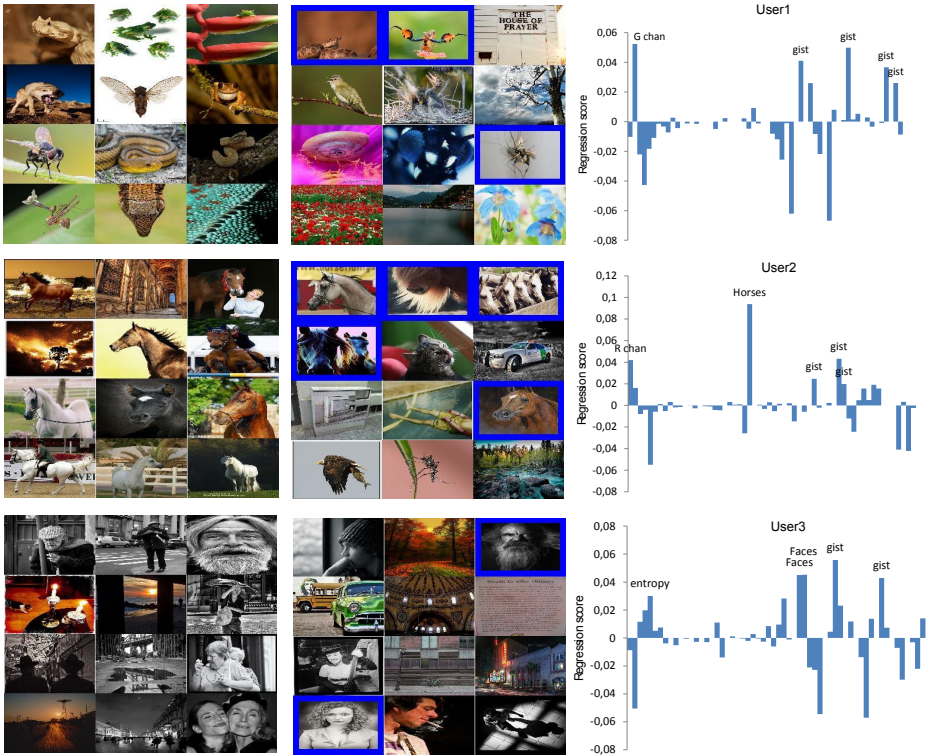 User1
THE
HOUSE OF
PRAYER
0,06
0,04
0,02
0
-0,02
-0,04
-0,06
-0,08
Regression score
G chan
gist
gist
gist
gist
User2
0,12
0,1
0,08
0,06
0,04
0,02
0
-0,02
-0,04
-0,06
-0,08
Regression score
R chan
Horses
gist
gist
gist
User3
0,08
0,06
0,04
0,02
0
-0,02
-0,04
-0,06
-0,08
Regression score
entropy
Faces
Faces
gist
gist